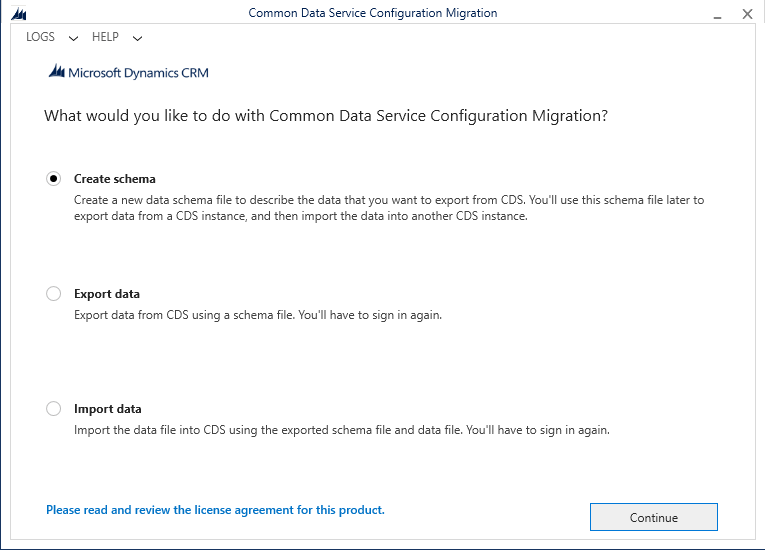 Common Data Service Configuration Migration
LOGS HELP
Microsoft Dynamics CRM
What would you like to do with Common Data Service Configuration Migration?
Create schema
Create a new data schema file to describe the data that you want to export from CDS. You'll use this schema file later to
export data from a CDS instance, and then import the data into another CDS instance.
Export data
Export data from CDS using a schema file. You'll have to sign in again.
Import data
Import the data file into CDS using the exported schema file and data file. You'll have to sign in again.
Please read and review the license agreement for this product.
Continue